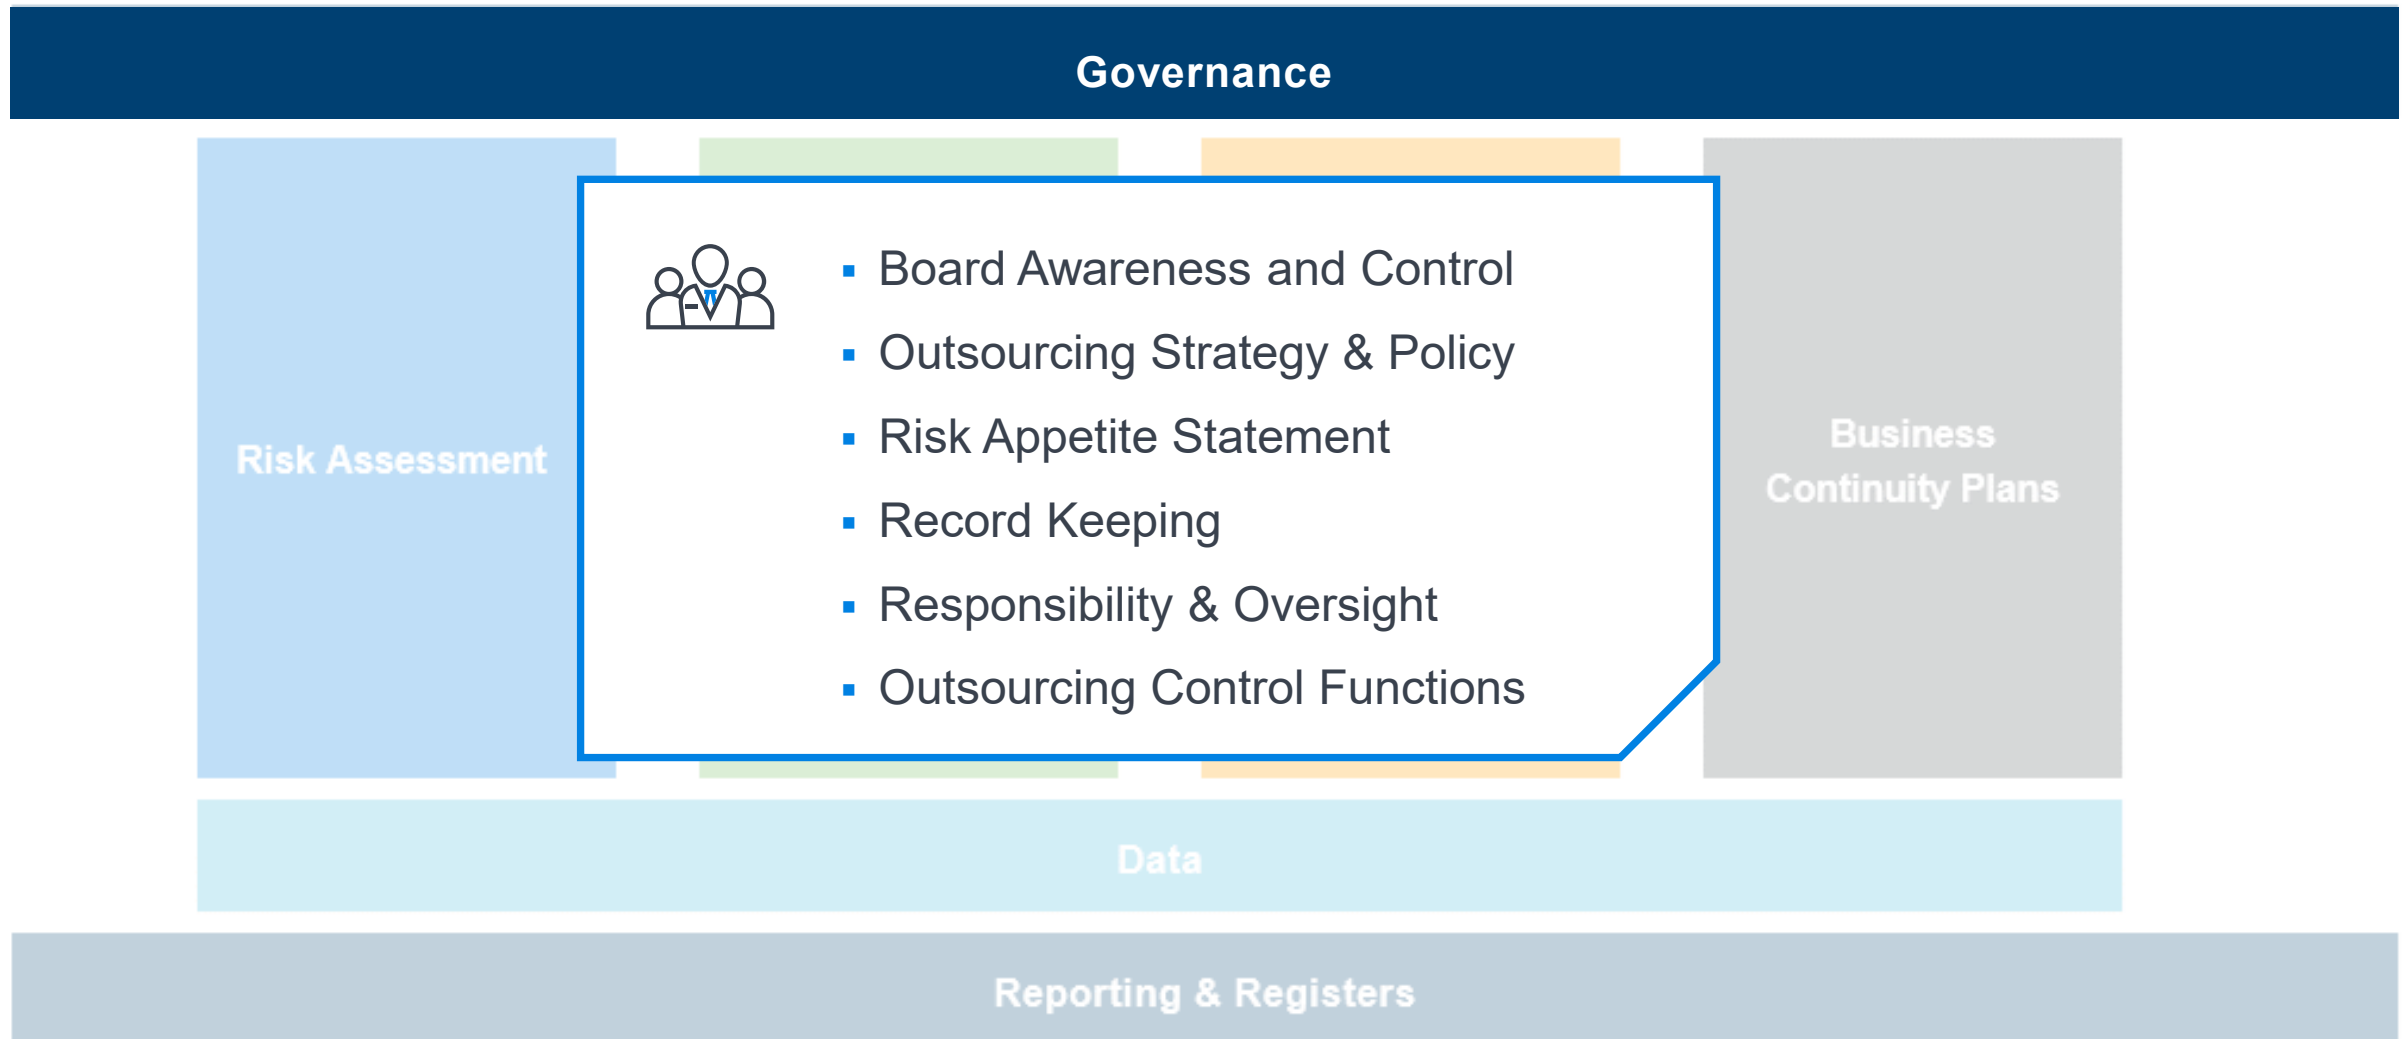 Governance
Risk Assessment
▪ Board Awareness and Control
▪ Outsourcing Strategy & Policy
▪ Risk Appetite Statement
▪ Record Keeping
▪ Responsibility & Oversight
▪ Outsourcing Control Functions
Business
Continuity Plans
Data
Reporting & Registers